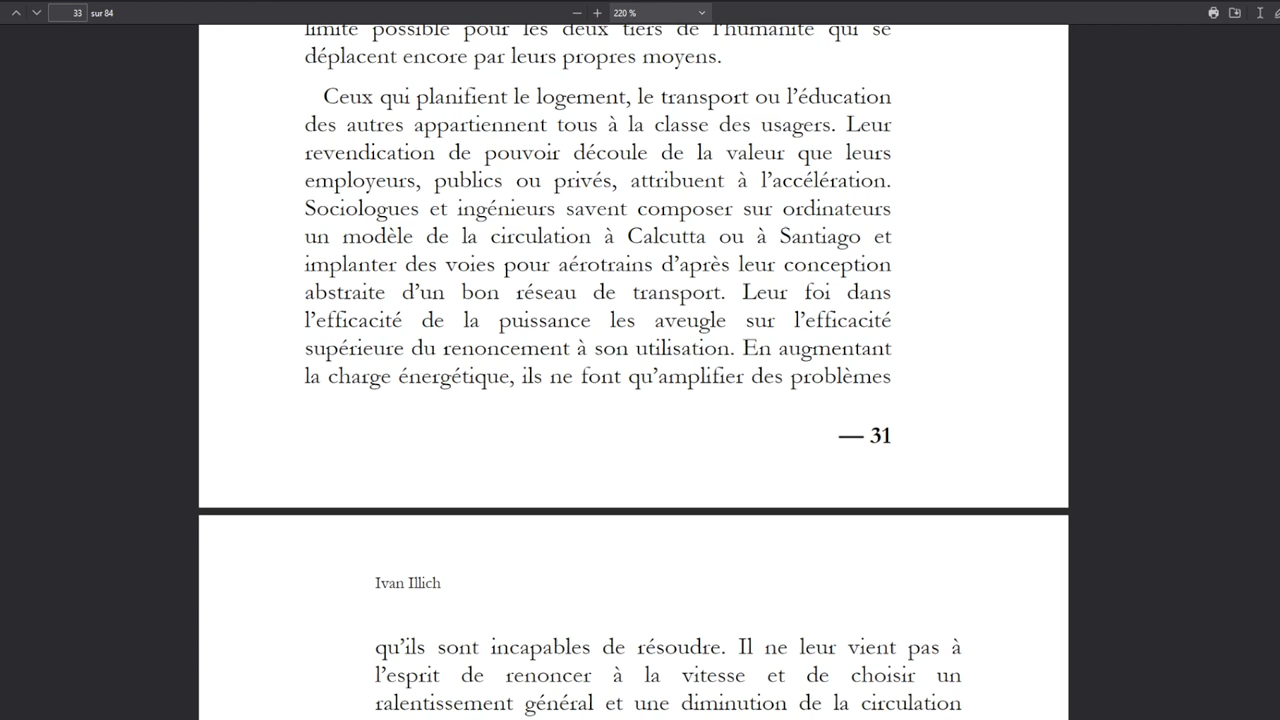 33 sur 84
220 %
limite possible pour les deux tiers de l'humanité qui se
déplacent encore par leurs propres moyens.
Ceux qui planifient le logement, le transport ou l’éducation
des autres appartiennent tous à la classe des usagers. Leur
revendication de pouvoir découle de la valeur que leurs
employeurs, publics ou privés, attribuent à l’accélération.
Sociologues et ingénieurs savent composer sur ordinateurs
un modèle de la circulation à Calcutta ou à Santiago et
implanter des voies pour aérotrains d’après leur conception
abstraite d’un bon réseau de transport. Leur foi dans
l’efficacité de la puissance les aveugle sur l’efficacité
supérieure du renoncement à son utilisation. En augmentant
la charge énergétique, ils ne font qu’amplifier des problèmes
— 31
Ivan Illich
qu’ils sont incapables de résoudre. Il ne leur vient pas à
l’esprit de renoncer à la vitesse et de choisir un
ralentissement général et une diminution de la circulation